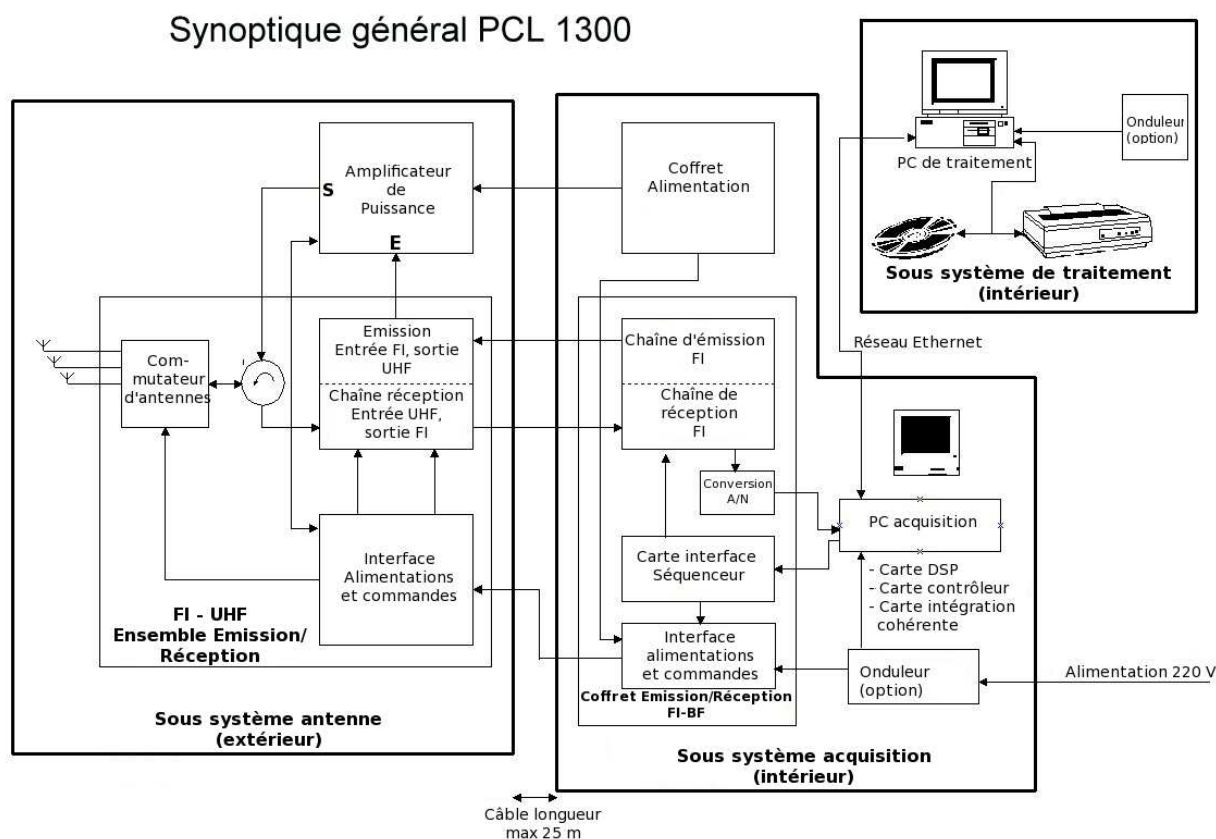 Synoptique général PCL 1300
Amplificateur
de
Puissance
S
E
Coffret
Alimentation
Onduleur
(option)
PC de traitement
Sous système de traitement
(intérieur)
Com-
mutateur
d'antennes
Emission
Entrée FI, sortie
UHF
Chaîne réception
Entrée UHF,
sortie FI
Chaîne d'émission
FI
Chaîne de
réception
FI
Réseau Ethernet
Conversion
A/N
PC acquisition
Interface
Alimentations
et commandes
Carte interface
Séquenceur
- Carte DSP
- Carte contrôleur
- Carte intégration
cohérente
FI - UHF
Ensemble Emission/
Réception
Interface
alimentations
et commandes
Onduleur
(option)
Alimentation 220 V
Coffret Emission/Réception
FI-BF
Sous système antenne
(extérieur)
Sous système acquisition
(intérieur)
Câble longueur
max 25 m